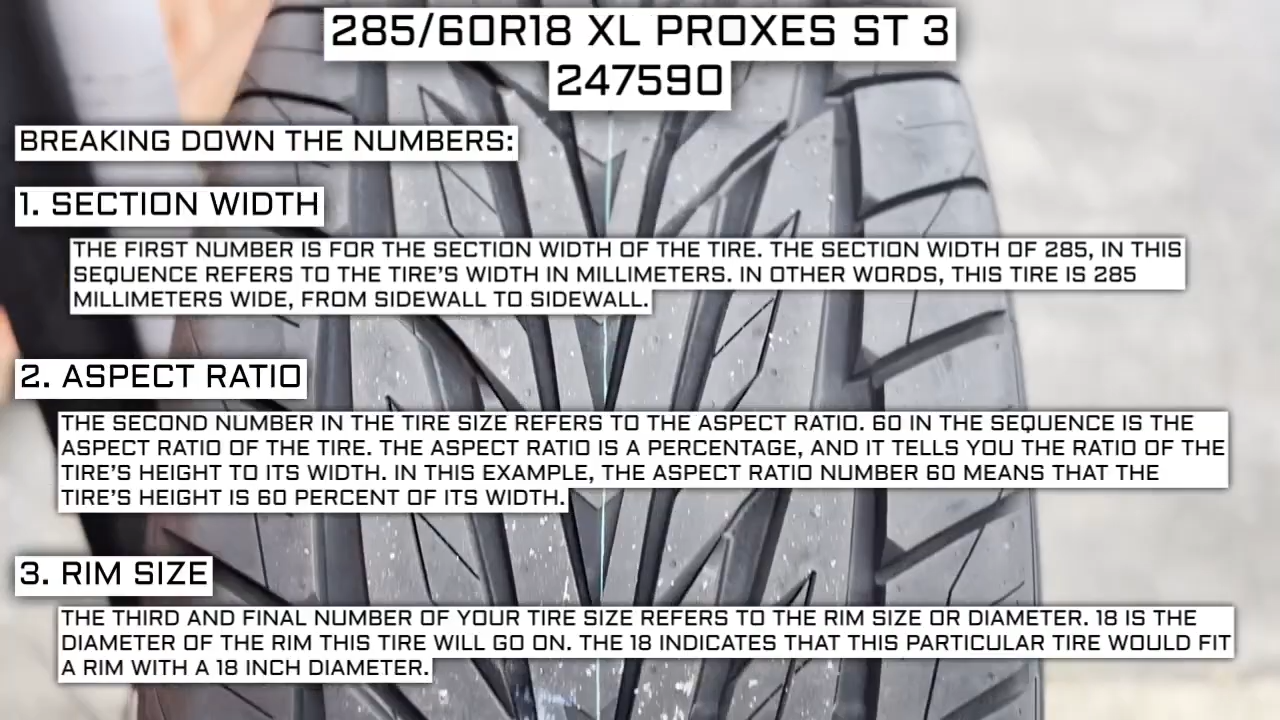 285/60R18 XL PROXES ST 3
247590
BREAKING DOWN THE NUMBERS:
1. SECTION WIDTH
THE FIRST NUMBER IS FOR THE SECTION WIDTH OF THE TIRE. THE SECTION WIDTH OF 285, IN THIS
SEQUENCE REFERS TO THE TIRE'S WIDTH IN MILLIMETERS. IN OTHER WORDS, THIS TIRE IS 285
MILLIMETERS WIDE, FROM SIDEWALL TO SIDEWALL.
2. ASPECT RATIO
THE SECOND NUMBER IN THE TIRE SIZE REFERS TO THE ASPECT RATIO. 60 IN THE SEQUENCE IS THE
ASPECT RATIO OF THE TIRE. THE ASPECT RATIO IS A PERCENTAGE, AND IT TELLS YOU THE RATIO OF THE
TIRE'S HEIGHT TO ITS WIDTH. IN THIS EXAMPLE, THE ASPECT RATIO NUMBER 60 MEANS THAT THE
TIRE'S HEIGHT IS 60 PERCENT OF ITS WIDTH.
3. RIM SIZE
THE THIRD AND FINAL NUMBER OF YOUR TIRE SIZE REFERS TO THE RIM SIZE OR DIAMETER. 18 IS THE
DIAMETER OF THE RIM THIS TIRE WILL GO ON. THE 18 INDICATES THAT THIS PARTICULAR TIRE WOULD FIT
A RIM WITH A 18 INCH DIAMETER.